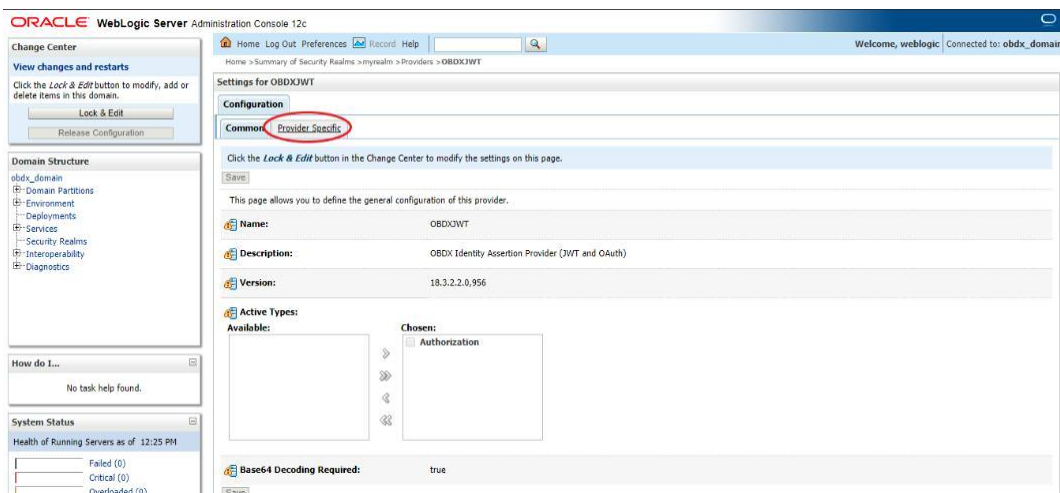 ORACLE WebLogic Server Administration Console 12c
Change Center
View changes and restarts
Click the Lock & Edit button to modify, add or
delete items in this domain.
Lock & Edit
Release Configuration
Domain Structure
obdx_domain
Domain Partitions
Environment
Deployments
Services
Security Realms
Interoperability
Diagnostics
How do I...
No task help found.
System Status
Health of Running Servers as of 12:25 PM
Failed (0)
Critical (0)
Overloaded (0)
Home Log Out Preferences Record Help
Welcome, weblogic Connected to: obdx_domain
Home >Summary of Security Realms >myrealm >Providers >OBDXJWT
Settings for OBDXJWT
Configuration
Common Provider Specific
Click the Lock & Edit button in the Change Center to modify the settings on this page.
Save
This page allows you to define the general configuration of this provider.
Name: OBDXJWT
Description: OBDX Identity Assertion Provider (JWT and OAuth)
Version: 18.3.2.2.0,956
Active Types:
Available: Chosen:
Authorization
Base64 Decoding Required: true
Save